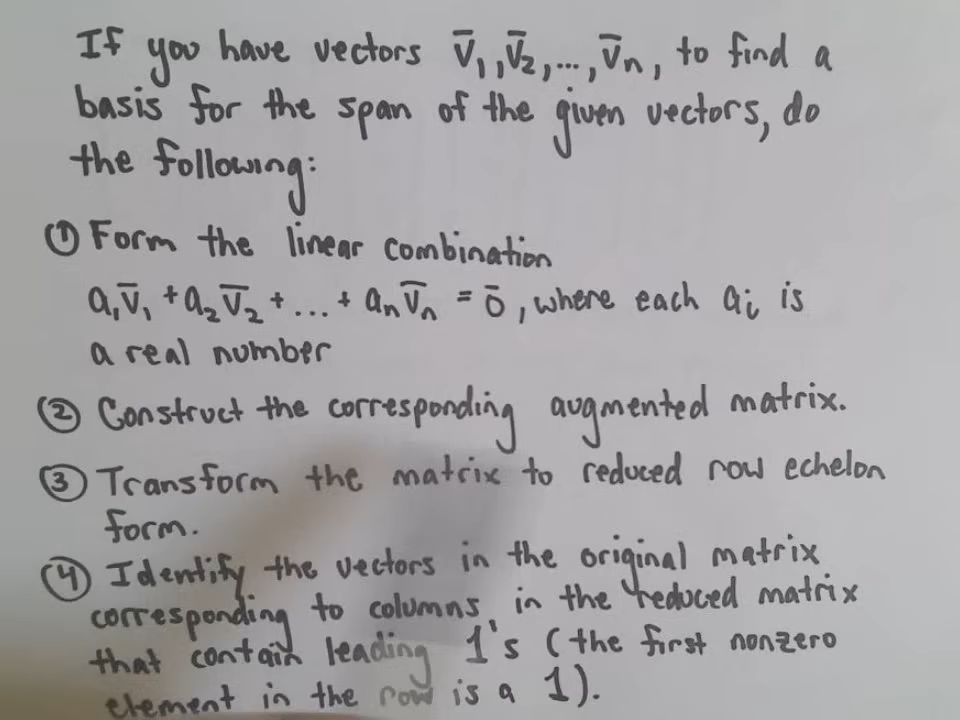 If you have vectors v̄₁, v̄₂, ..., v̄n, to find a
basis for the span of the given vectors, do
the following:
① Form the linear combination
a₁v̄₁ + a₂v̄₂ + ... + anv̄n = ō, where each ai is
a real number
② Construct the corresponding augmented matrix.
③ Transform the matrix to reduced row echelon
form.
④ Identify the vectors in the original matrix
corresponding to columns in the reduced matrix
that contain leading 1's (the first nonzero
element in the row is a 1).